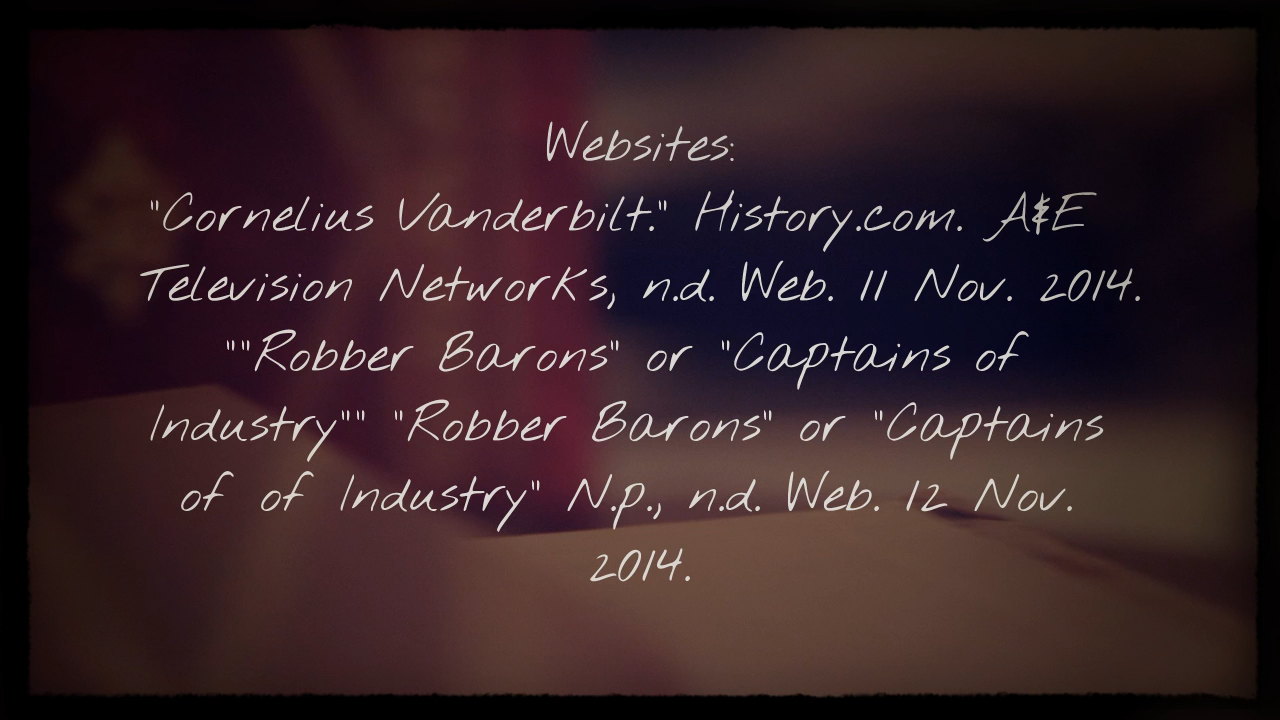 Websites:
"Cornelius Vanderbilt." History.com. A&E
Television Networks, n.d. Web. 11 Nov. 2014.
""Robber Barons" or "Captains of
Industry"" "Robber Barons" or "Captains
of of Industry" N.p., n.d. Web. 12 Nov.
2014.